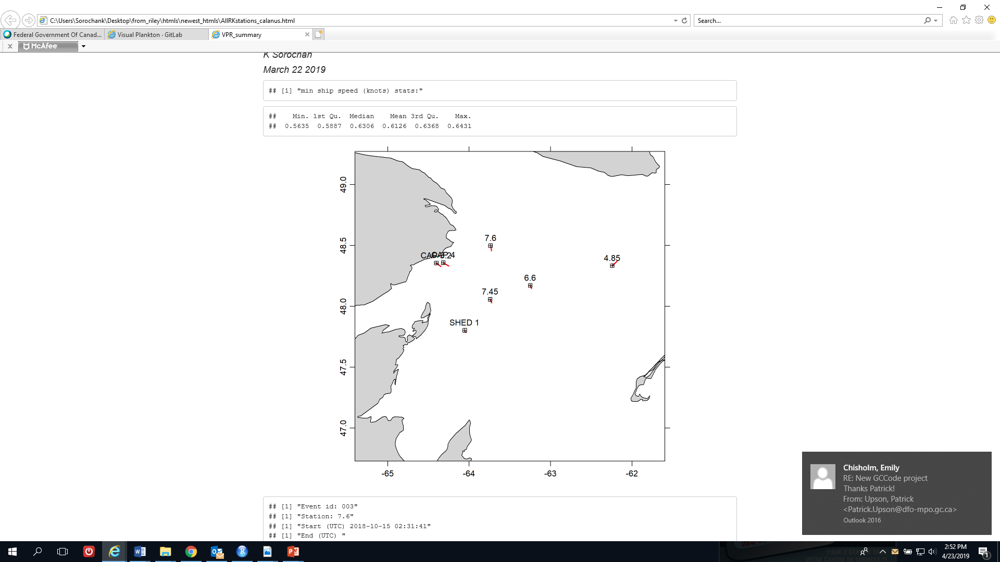 C:\Users\Sorochank\Desktop\from_riley\htmls\newest_htmls\AllRKstations_calanus.html
Search...
Federal Government Of Canad...
Visual Plankton · GitLab
VPR_summary
McAfee
K Sorochan
March 22 2019
## [1] "min ship speed (knots) stats:"
## Min. 1st Qu. Median Mean 3rd Qu. Max.
## 0.5635 0.5887 0.6306 0.6126 0.6368 0.6431
49.0
48.5
48.0
47.5
47.0
7.6
4.85
6.6
7.45
SHED 1
-65
-64
-63
-62
## [1] "Event id: 003"
## [1] "Station: 7.6"
## [1] "Start (UTC) 2018-10-15 02:31:41"
## [1] "End (UTC) "
Chisholm, Emily
RE: New GCCode project
Thanks Patrick!
From: Upson, Patrick
<Patrick.Upson@dfo-mpo.gc.ca>
Outlook 2016
2:52 PM
4/23/2019
1